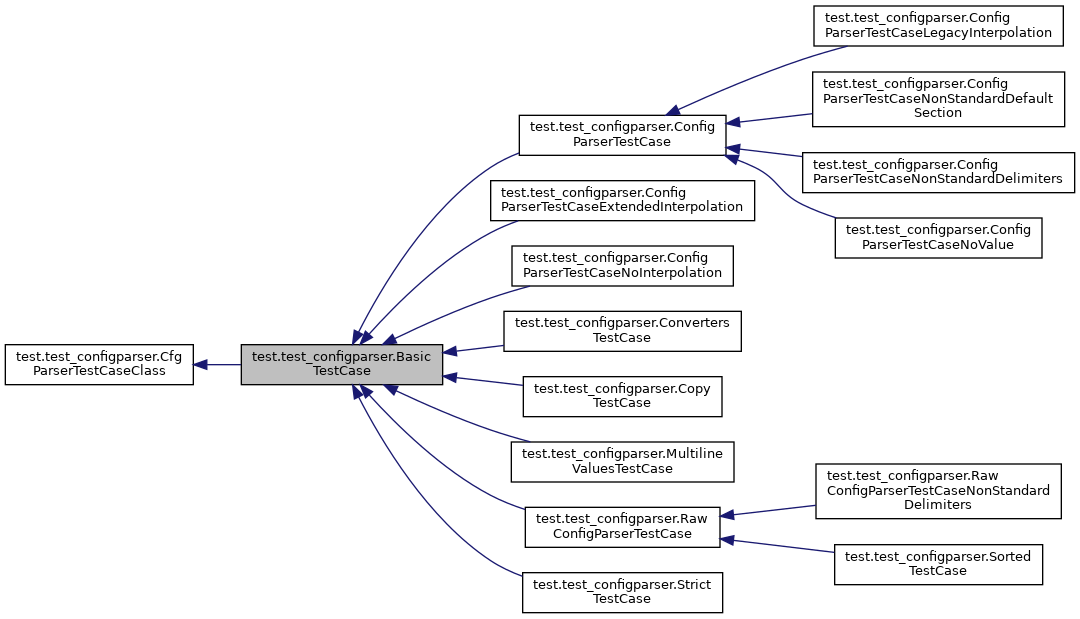 test.test_configparser.Cfg
ParserTestCaseClass
test.test_configparser.Basic
TestCase
test.test_configparser.Config
ParserTestCase
test.test_configparser.Config
ParserTestCaseExtendedInterpolation
test.test_configparser.Config
ParserTestCaseNoInterpolation
test.test_configparser.Converters
TestCase
test.test_configparser.Copy
TestCase
test.test_configparser.Multiline
ValuesTestCase
test.test_configparser.Raw
ConfigParserTestCase
test.test_configparser.Strict
TestCase
test.test_configparser.Config
ParserTestCaseLegacyInterpolation
test.test_configparser.Config
ParserTestCaseNonStandardDefault
Section
test.test_configparser.Config
ParserTestCaseNonStandardDelimiters
test.test_configparser.Config
ParserTestCaseNoValue
test.test_configparser.Raw
ConfigParserTestCaseNonStandard
Delimiters
test.test_configparser.Sorted
TestCase